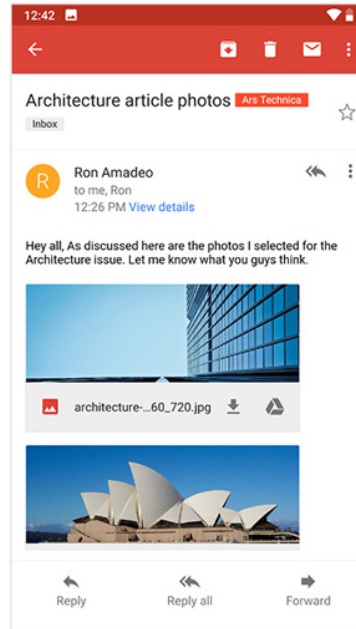 12:42
Architecture article photos Ars Technica
Inbox
R
Ron Amadeo
to me, Ron
12:26 PM View details
Hey all, As discussed here are the photos I selected for the
Architecture issue. Let me know what you guys think.
architecture-...60_720.jpg
Reply
Reply all
Forward